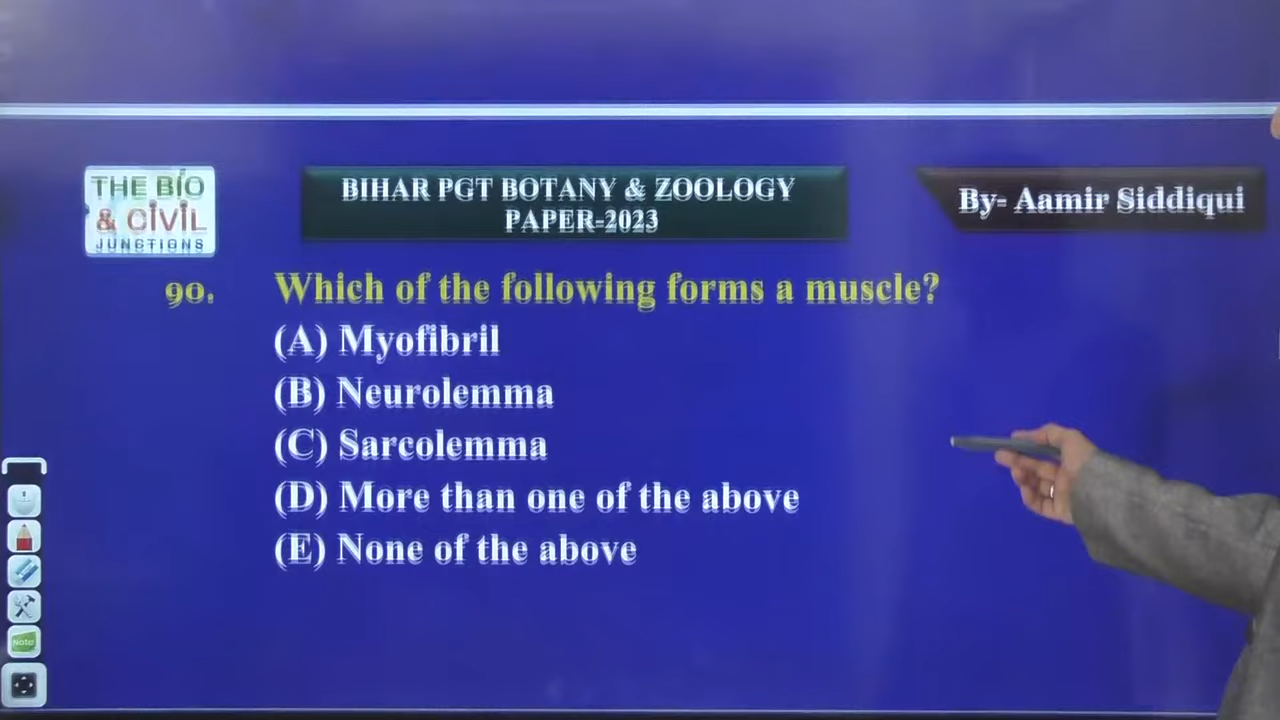 THE BIO
& CIVIL
JUNCTIONS
BIHAR PGT BOTANY & ZOOLOGY
PAPER-2023
By- Aamir Siddiqui
90. Which of the following forms a muscle?
(A) Myofibril
(B) Neurolemma
(C) Sarcolemma
(D) More than one of the above
(E) None of the above
Note